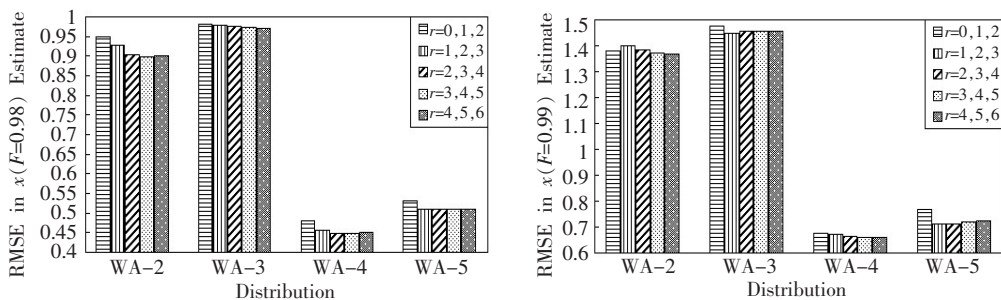 RMSE in x(F=0.98) Estimate
1
0.95
0.9
0.85
0.8
0.75
0.7
0.65
0.6
0.55
0.5
0.45
0.4
r=0,1,2
r=1,2,3
r=2,3,4
r=3,4,5
r=4,5,6
WA-2 WA-3 WA-4 WA-5
Distribution
RMSE in x(F=0.99) Estimate
1.5
1.4
1.3
1.2
1.1
1
0.9
0.8
0.7
0.6
r=0,1,2
r=1,2,3
r=2,3,4
r=3,4,5
r=4,5,6
WA-2 WA-3 WA-4 WA-5
Distribution